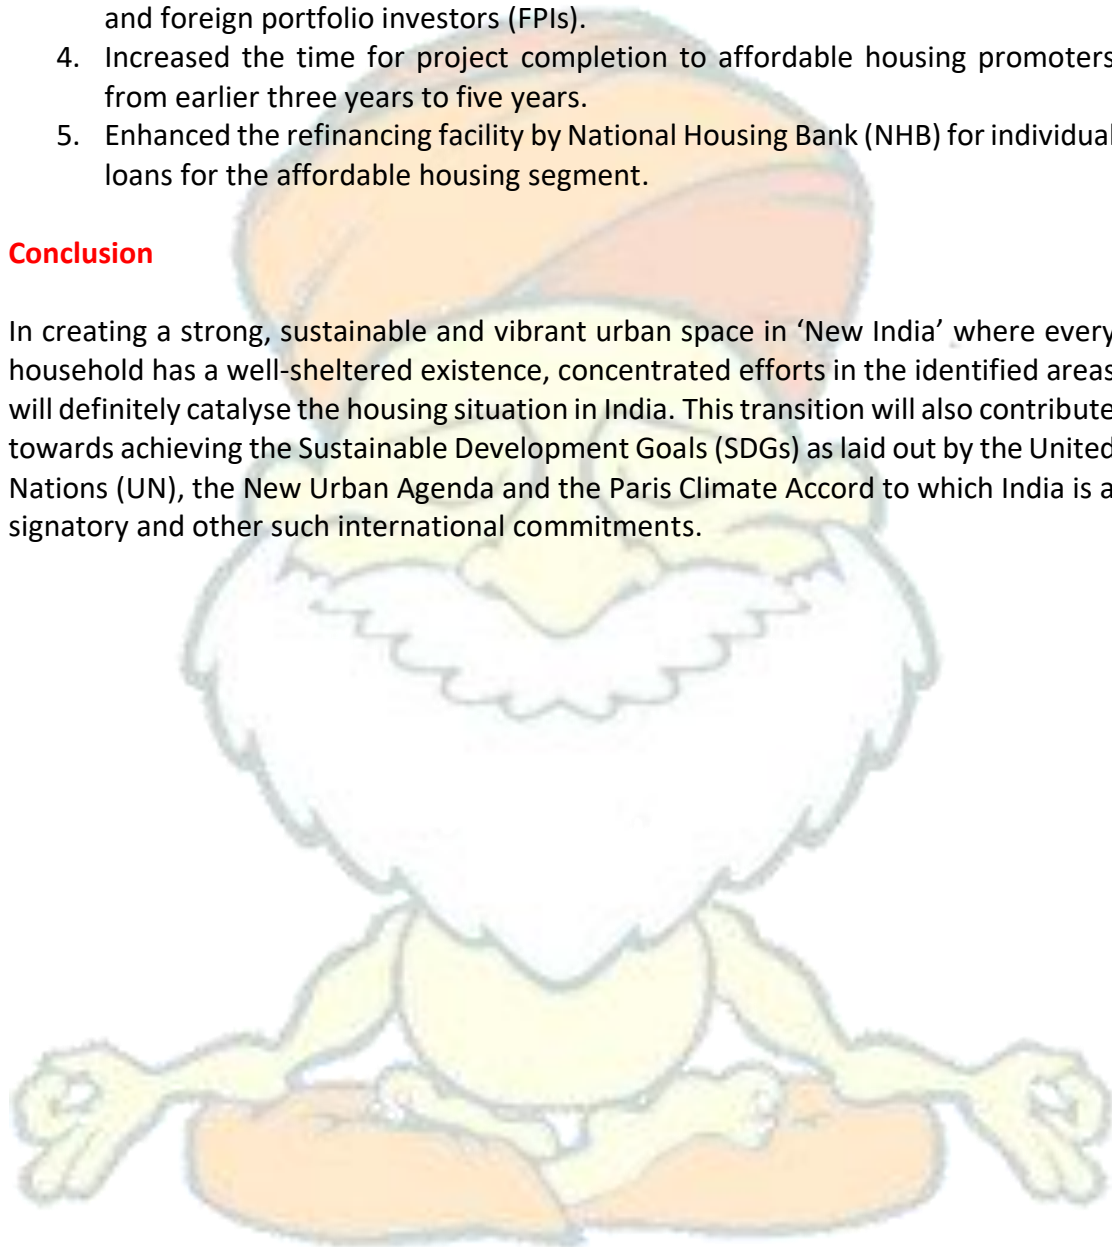 and foreign portfolio investors (FPIs).
4. Increased the time for project completion to affordable housing promoters
from earlier three years to five years.
5. Enhanced the refinancing facility by National Housing Bank (NHB) for individual
loans for the affordable housing segment.
Conclusion
In creating a strong, sustainable and vibrant urban space in ‘New India’ where every
household has a well-sheltered existence, concentrated efforts in the identified areas
will definitely catalyse the housing situation in India. This transition will also contribute
towards achieving the Sustainable Development Goals (SDGs) as laid out by the United
Nations (UN), the New Urban Agenda and the Paris Climate Accord to which India is a
signatory and other such international commitments.